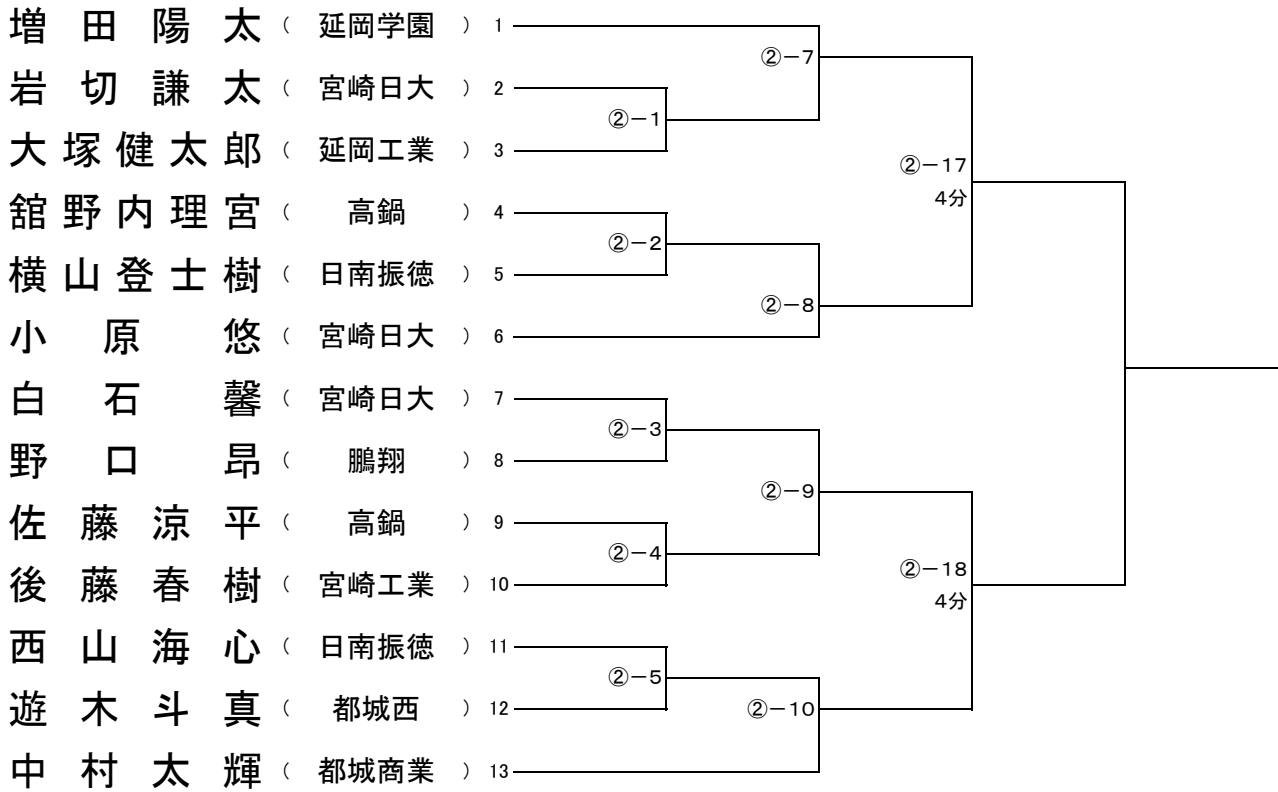 増田陽太 ( 延岡学園 ) 1
②－7
岩切謙太 ( 宮崎日大 ) 2
②－1
大塚健太郎 ( 延岡工業 ) 3
②－17
4分
舘野内理宮 ( 高鍋 ) 4
②－2
横山登士樹 ( 日南振徳 ) 5
②－8
小原悠 ( 宮崎日大 ) 6
白石馨 ( 宮崎日大 ) 7
②－3
野口昂 ( 鵬翔 ) 8
②－9
佐藤涼平 ( 高鍋 ) 9
②－4
後藤春樹 ( 宮崎工業 ) 10
②－18
4分
西山海心 ( 日南振徳 ) 11
②－5
遊木斗真 ( 都城西 ) 12
②－10
中村太輝 ( 都城商業 ) 13